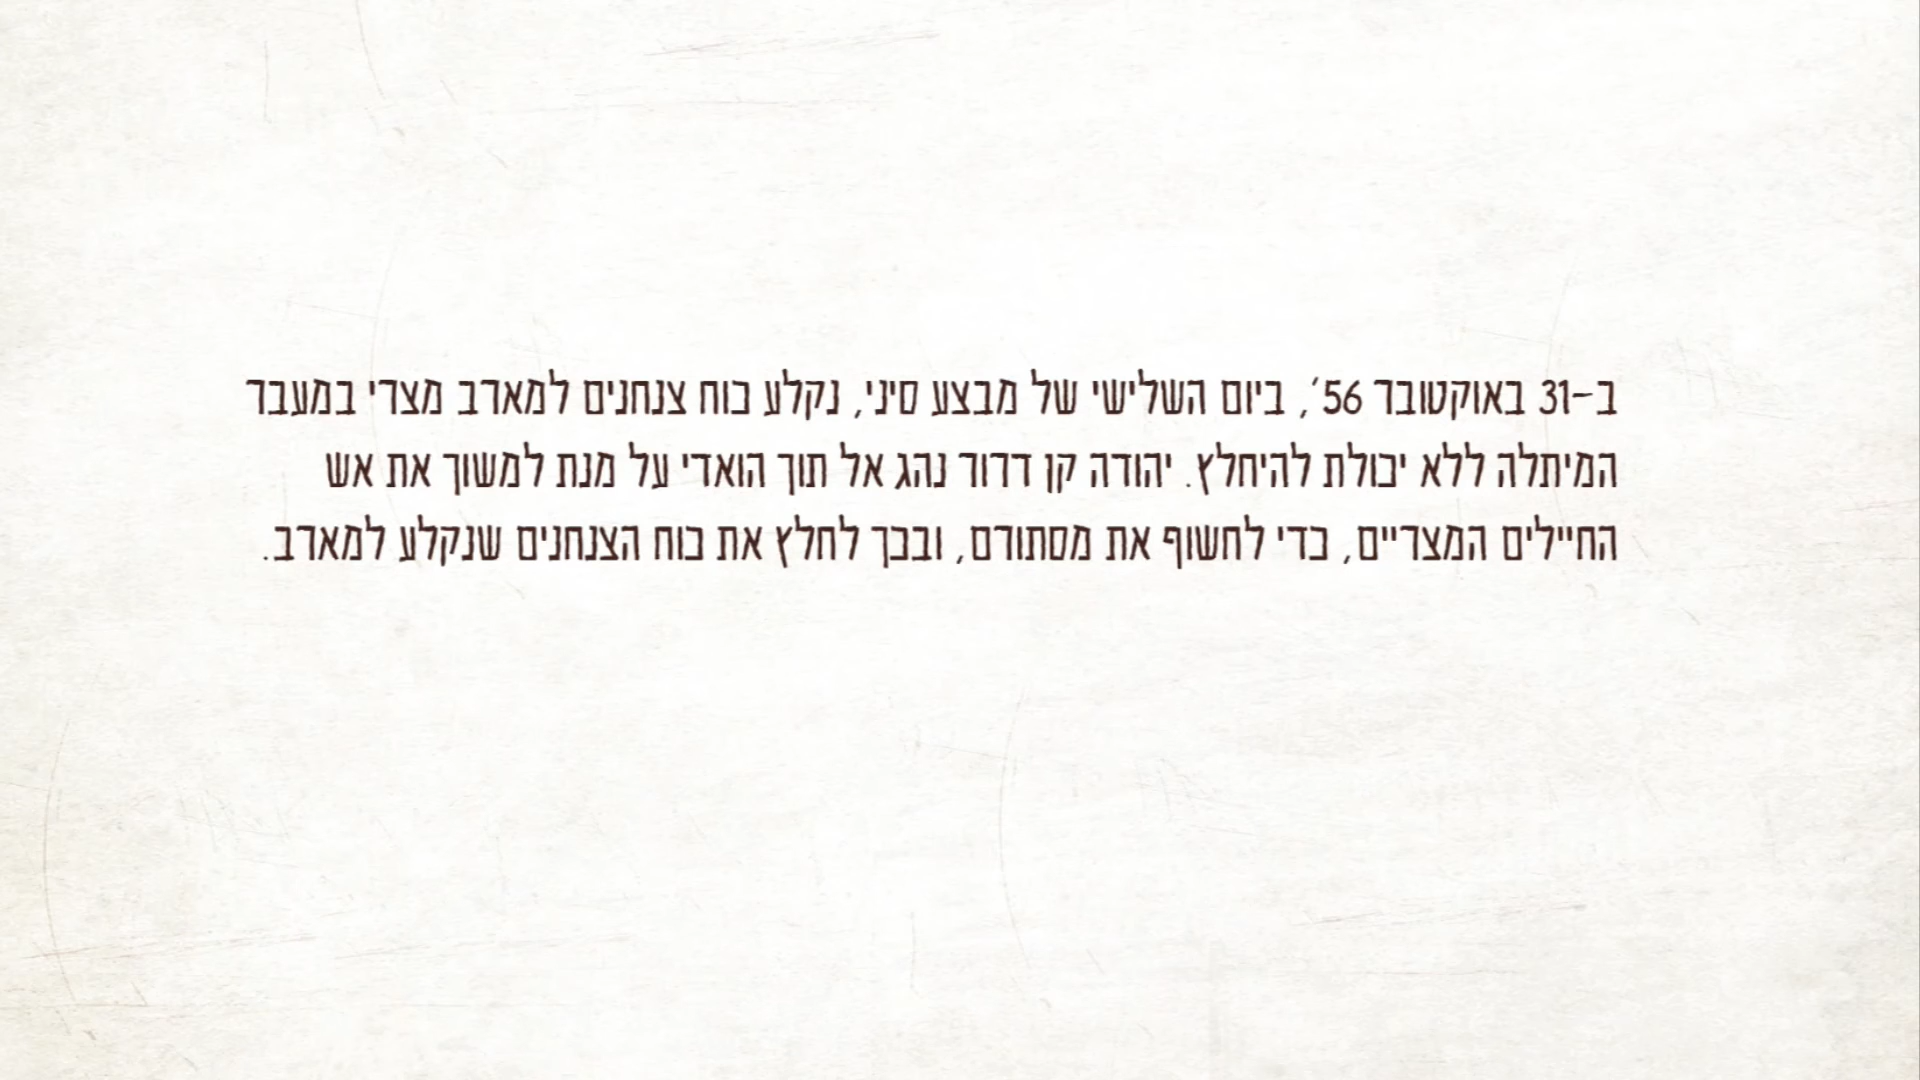 ב-31 באוקטובר 56', ביום השלישי של מבצע סיני, נקלע כוח צנחנים למארב מצרי במעבר
המיתלה ללא יכולת להיחלץ. יהודה קן דרור נהג אל תוך הואדי על מנת למשוך את אש
החיילים המצריים, כדי לחשוף את מסתורם, ובכך לחלץ את כוח הצנחנים שנקלע למארב.